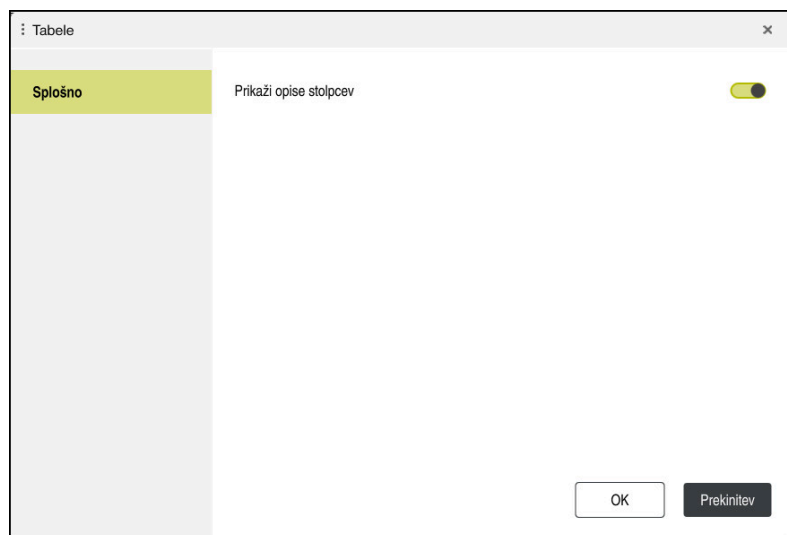 Tabele
Splošno
Prikaži opise stolpcev
OK
Prekinitev